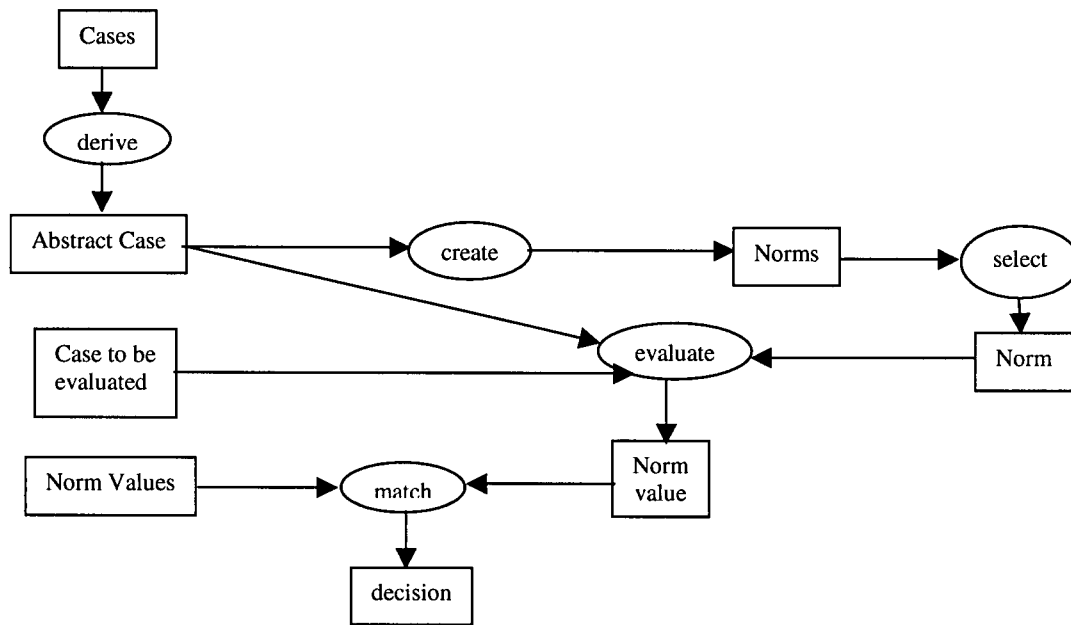 Cases
derive
Abstract Case
create
Norms
select
Case to be
evaluated
evaluate
Norm
Norm Values
match
Norm
value
decision